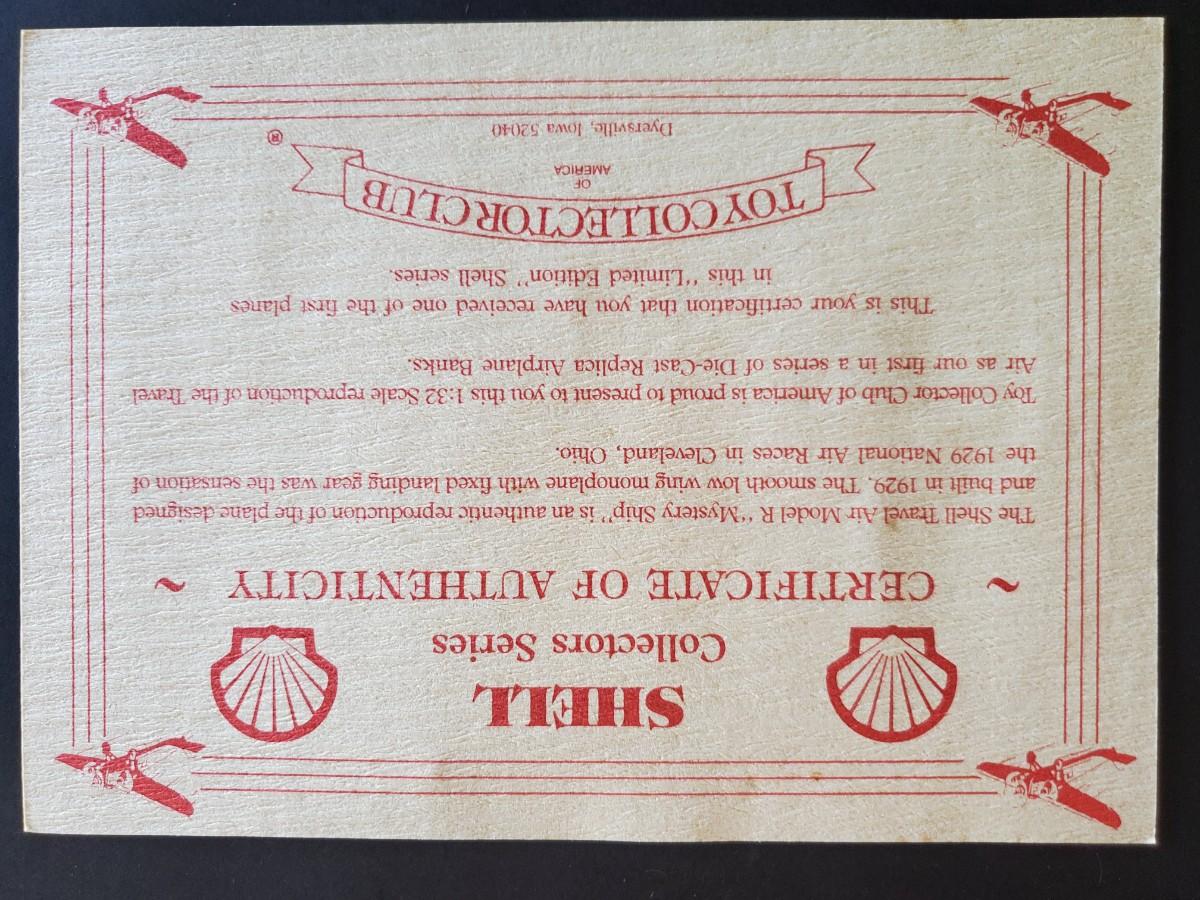 SHELL
Collectors Series
~ CERTIFICATE OF AUTHENTICITY ~
The Shell Travel Air Model R "Mystery Ship" is an authentic reproduction of the plane designed
and built in 1929. The smooth low wing monoplane with fixed landing gear was the sensation of
the 1929 National Air Races in Cleveland, Ohio.
Toy Collector Club of America is proud to present to you this 1:32 Scale reproduction of the Travel
Air as our first in a series of Die-Cast Replica Airplane Banks.
This is your certification that you have received one of the first planes
in this "Limited Edition" Shell series.
TOY COLLECTOR CLUB
OF
AMERICA
®
Dyersville, Iowa 52040